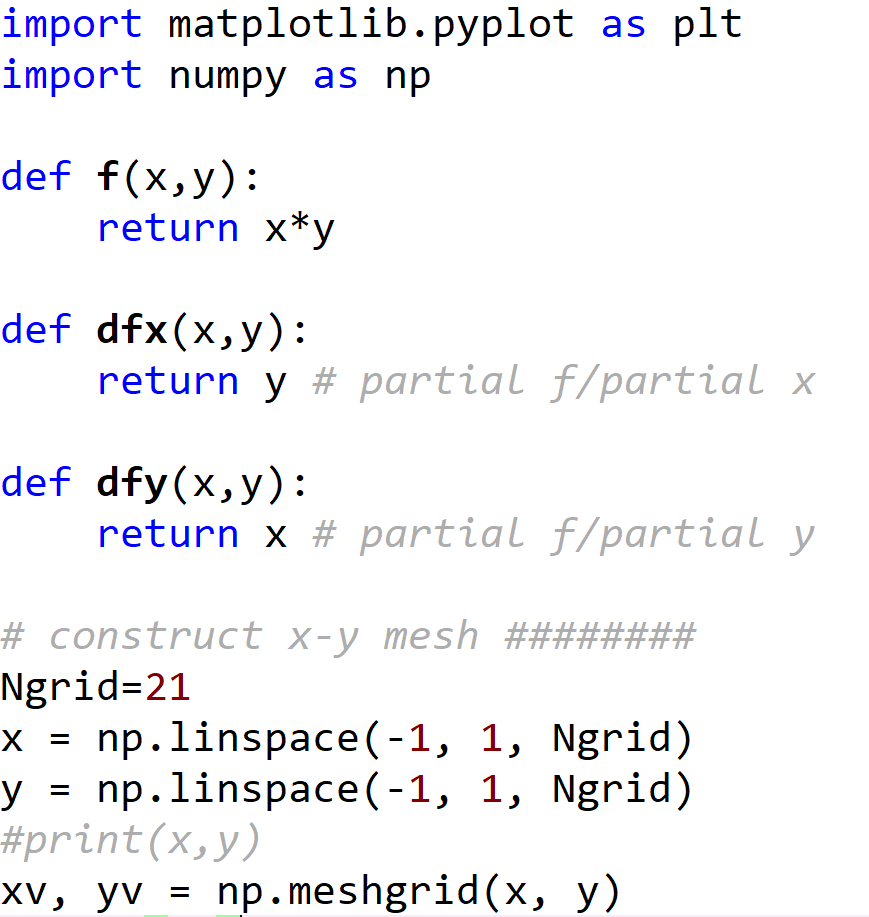 import matplotlib.pyplot as plt
import numpy as np
def f(x,y):
    return x*y
def dfx(x,y):
    return y # partial f/partial x
def dfy(x,y):
    return x # partial f/partial y
# construct x-y mesh ########
Ngrid=21
x = np.linspace(-1, 1, Ngrid)
y = np.linspace(-1, 1, Ngrid)
#print(x,y)
xv, yv = np.meshgrid(x, y)